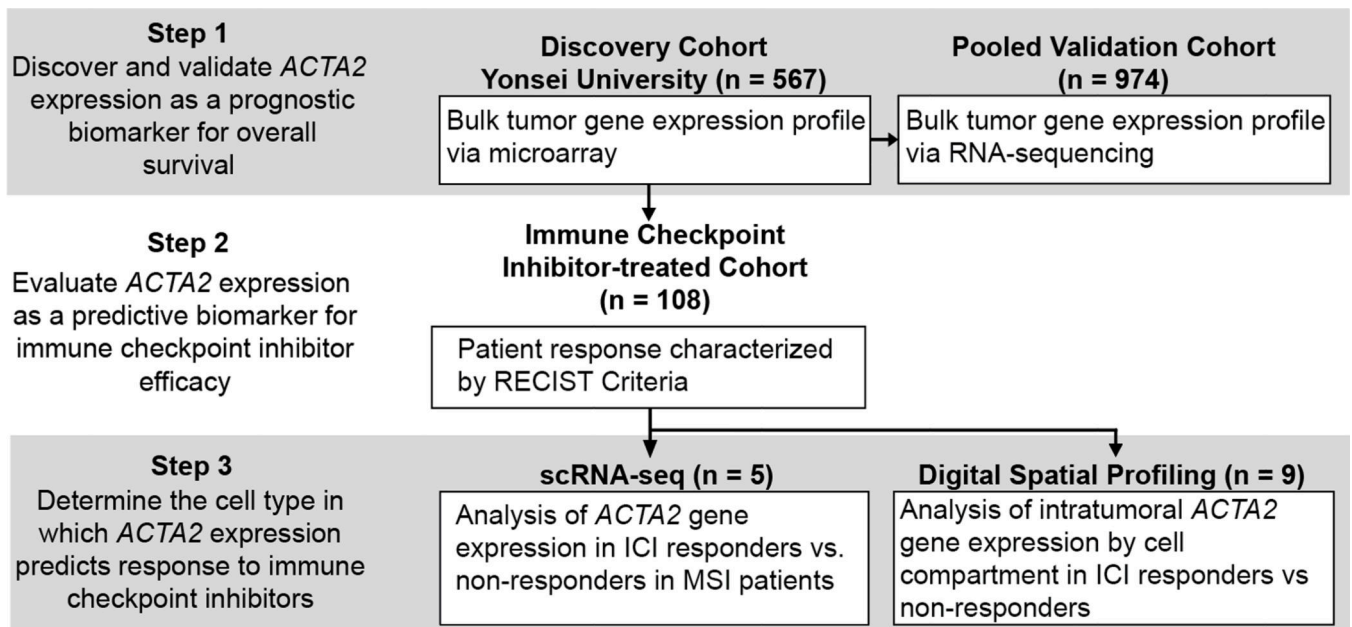 Step 1
Discover and validate ACTA2
expression as a prognostic
biomarker for overall
survival
Discovery Cohort
Yonsei University (n = 567)
Bulk tumor gene expression profile
via microarray
Pooled Validation Cohort
(n = 974)
Bulk tumor gene expression profile
via RNA-sequencing
Step 2
Evaluate ACTA2 expression
as a predictive biomarker for
immune checkpoint inhibitor
efficacy
Immune Checkpoint
Inhibitor-treated Cohort
(n = 108)
Patient response characterized
by RECIST Criteria
Step 3
Determine the cell type in
which ACTA2 expression
predicts response to immune
checkpoint inhibitors
scRNA-seq (n = 5)
Analysis of ACTA2 gene
expression in ICI responders vs.
non-responders in MSI patients
Digital Spatial Profiling (n = 9)
Analysis of intratumoral ACTA2
gene expression by cell
compartment in ICI responders vs
non-responders